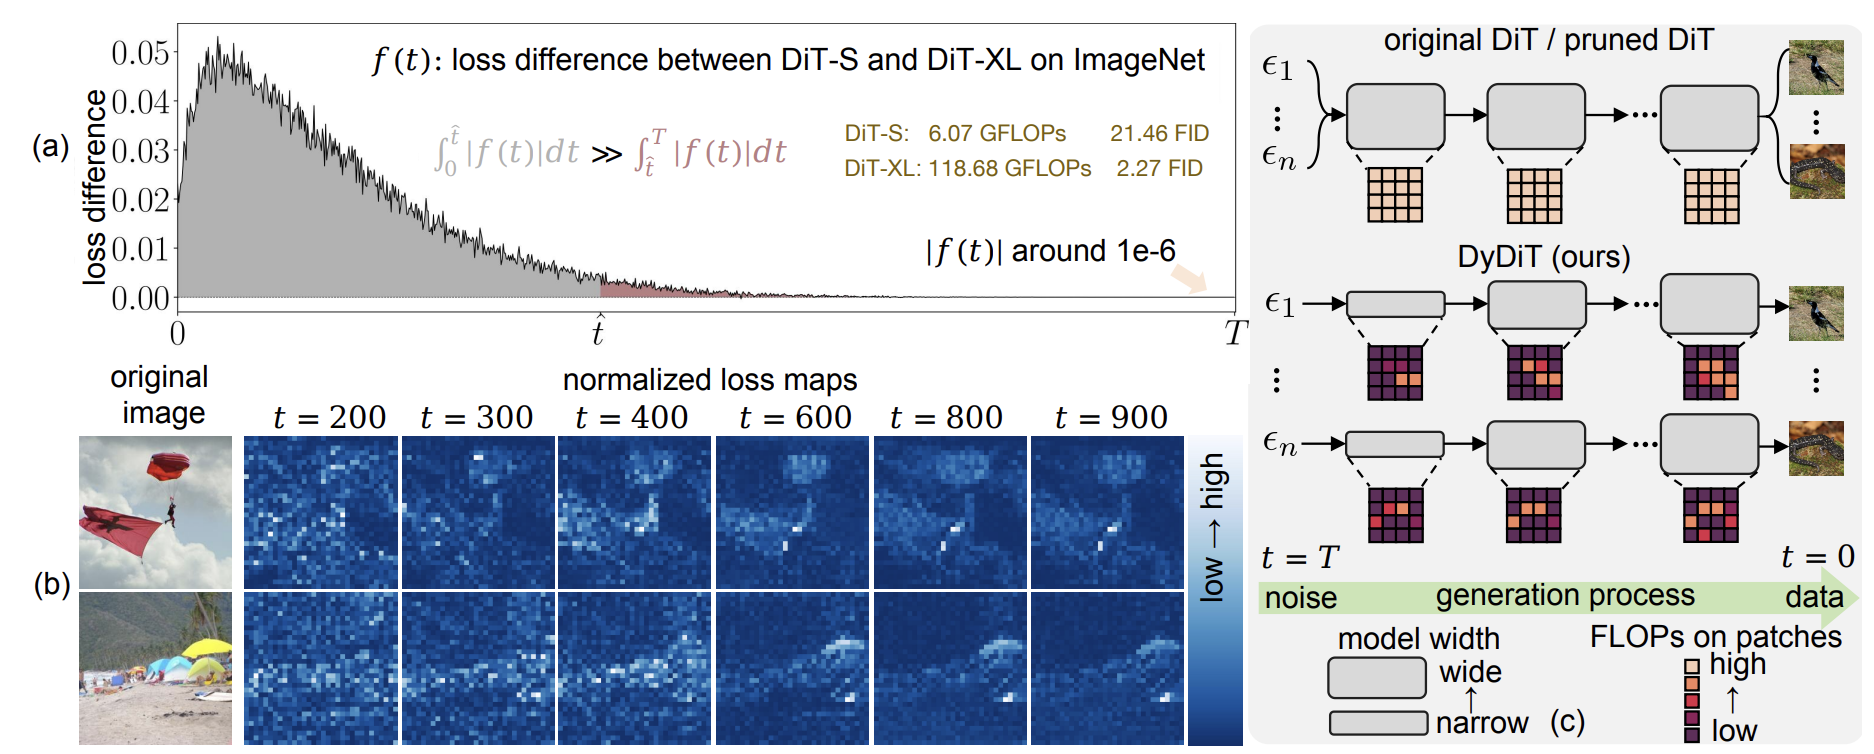 (a)
loss difference
0.05
0.04
0.03
0.02
0.01
0.00
f(t): loss difference between DiT-S and DiT-XL on ImageNet
∫₀^t̂ |f(t)|dt ≫ ∫_t̂^T |f(t)|dt
DiT-S: 6.07 GFLOPs 21.46 FID
DiT-XL: 118.68 GFLOPs 2.27 FID
|f(t)| around 1e-6
0 t̂ T
(b)
original image
normalized loss maps
t = 200 t = 300 t = 400 t = 600 t = 800 t = 900
low → high
original DiT / pruned DiT
ϵ₁
⋮
ϵₙ
...
⋮
DyDiT (ours)
ϵ₁
...
⋮
⋮
ϵₙ
...
t = T t = 0
noise generation process data
model width
wide
↑
narrow
(c)
FLOPs on patches
high
↑
low